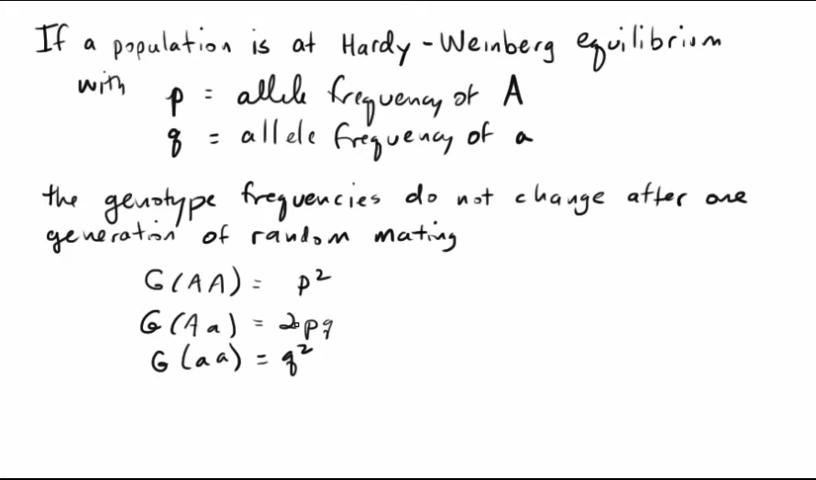 If a population is at Hardy-Weinberg equilibrium
with p = allele frequency of A
q = allele frequency of a
the genotype frequencies do not change after one
generation of random mating
G(AA) = p²
G(Aa) = 2pq
G(aa) = q²